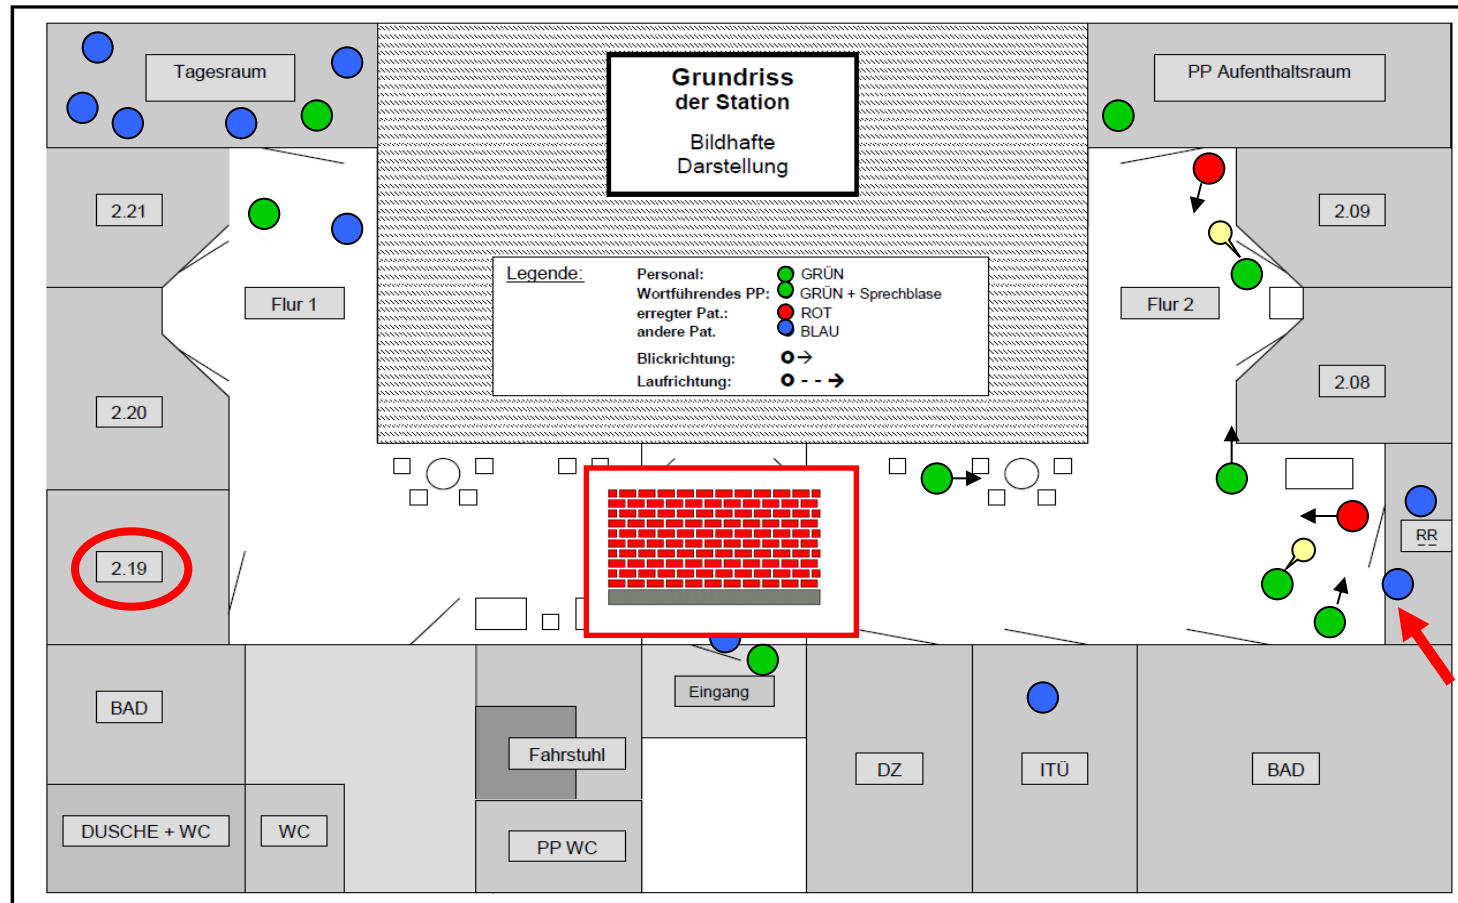 Tagesraum
Grundriss
der Station
Bildhafte
Darstellung
PP Aufenthaltsraum
2.21
2.09
Legende:
Personal: GRÜN
Wortführendes PP: GRÜN + Sprechblase
erregter Pat.: ROT
andere Pat. BLAU
Blickrichtung:
Laufrichtung:
Flur 1
Flur 2
2.20
2.08
RR
2.19
BAD
Eingang
Fahrstuhl
DZ
ITÜ
BAD
DUSCHE + WC
WC
PP WC